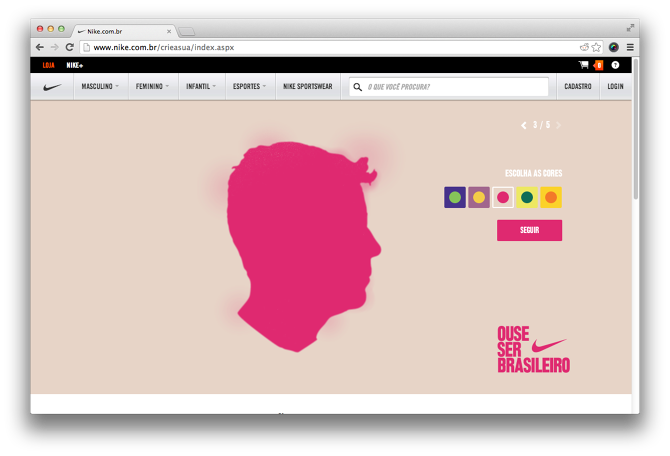 Nike.com.br
www.nike.com.br/crieasua/index.aspx
LOJA NIKE+ 0 ?
MASCULINO FEMININO INFANTIL ESPORTES NIKE SPORTSWEAR O QUE VOCÊ PROCURA? CADASTRO LOGIN
3 / 5
ESCOLHA AS CORES
SEGUIR
OUSE
SER
BRASILEIRO